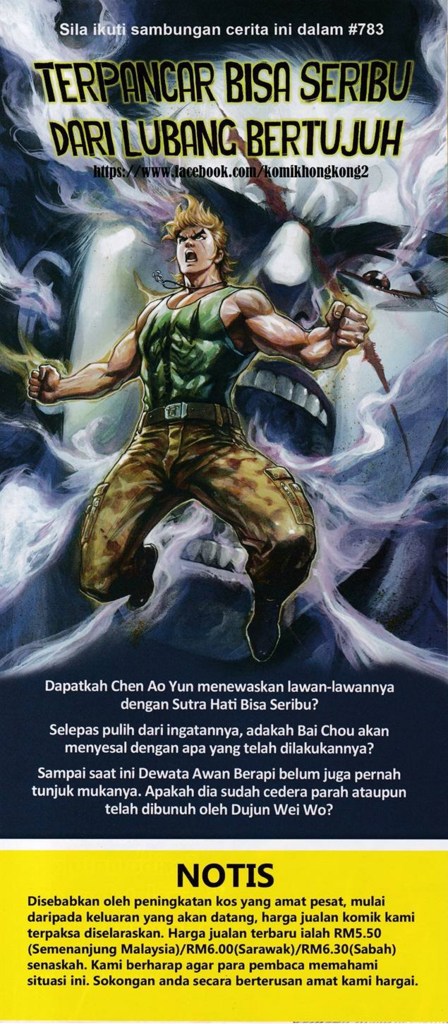 Sila ikuti sambungan cerita ini dalam #783
TERPANCAR BISA SERIBU
DARI LUBANG BERTUJUH
https://www.facebook.com/komikhongkong2
Dapatkah Chen Ao Yun menewaskan lawan-lawannya
dengan Sutra Hati Bisa Seribu?
Selepas pulih dari ingatannya, adakah Bai Chou akan
menyesal dengan apa yang telah dilakukannya?
Sampai saat ini Dewata Awan Berapi belum juga pernah
tunjuk mukanya. Apakah dia sudah cedera parah ataupun
telah dibunuh oleh Dujun Wei Wo?
NOTIS
Disebabkan oleh peningkatan kos yang amat pesat, mulai
daripada keluaran yang akan datang, harga jualan komik kami
terpaksa diselaraskan. Harga jualan terbaru ialah RM5.50
(Semenanjung Malaysia)/RM6.00(Sarawak)/RM6.30(Sabah)
senaskah. Kami berharap agar para pembaca memahami
situasi ini. Sokongan anda secara berterusan amat kami hargai.